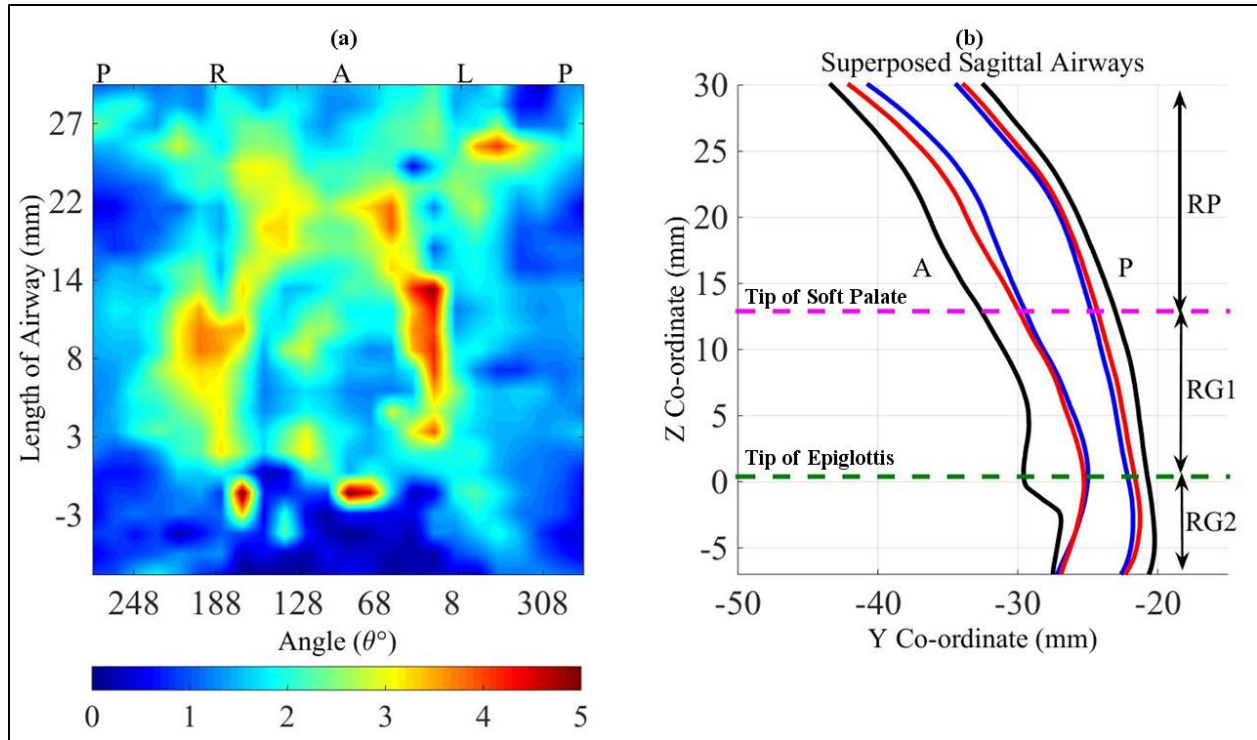 (a)
P R A L P
27
22
14
8
3
-3
Length of Airway (mm)
248 188 128 68 8 308
Angle (θ°)
0 1 2 3 4 5
(b)
Superposed Sagittal Airways
30
25
20
15
10
5
0
-5
Z Co-ordinate (mm)
A
P
Tip of Soft Palate
Tip of Epiglottis
RP
RG1
RG2
-50 -40 -30 -20
Y Co-ordinate (mm)